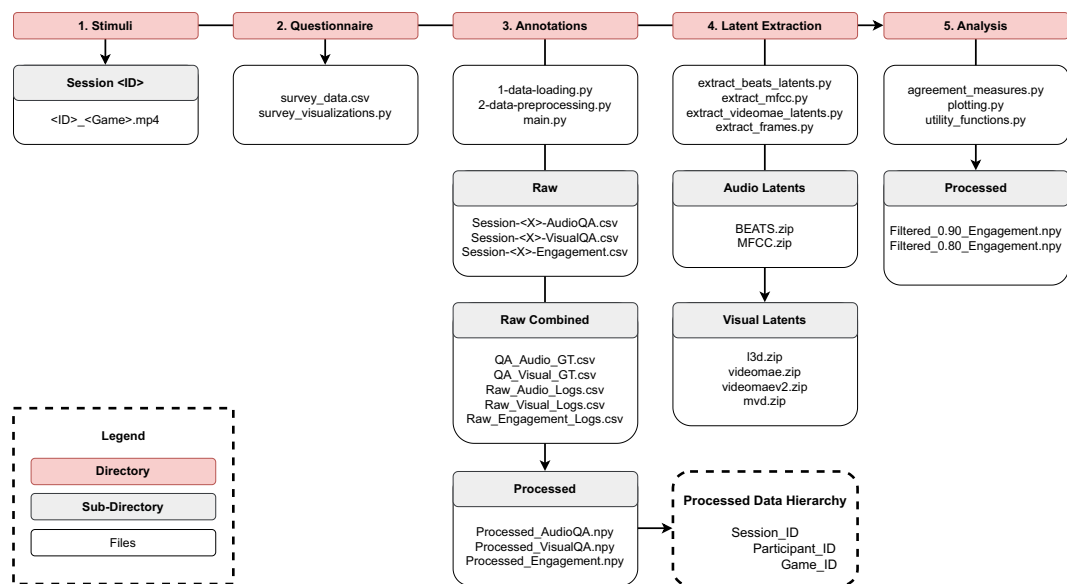 1. Stimuli
2. Questionnaire
3. Annotations
4. Latent Extraction
5. Analysis
Session <ID>
<ID>_<Game>.mp4
survey_data.csv
survey_visualizations.py
1-data-loading.py
2-data-preprocessing.py
main.py
extract_beats_latents.py
extract_mfcc.py
extract_videomae_latents.py
extract_frames.py
agreement_measures.py
plotting.py
utility_functions.py
Raw
Session-<X>-AudioQA.csv
Session-<X>-VisualQA.csv
Session-<X>-Engagement.csv
Audio Latents
BEATS.zip
MFCC.zip
Processed
Filtered_0.90_Engagement.npy
Filtered_0.80_Engagement.npy
Raw Combined
QA_Audio_GT.csv
QA_Visual_GT.csv
Raw_Audio_Logs.csv
Raw_Visual_Logs.csv
Raw_Engagement_Logs.csv
Visual Latents
I3d.zip
videomae.zip
videomaev2.zip
mvd.zip
Legend
Directory
Sub-Directory
Files
Processed
Processed_AudioQA.npy
Processed_VisualQA.npy
Processed_Engagement.npy
Processed Data Hierarchy
Session_ID
Participant_ID
Game_ID